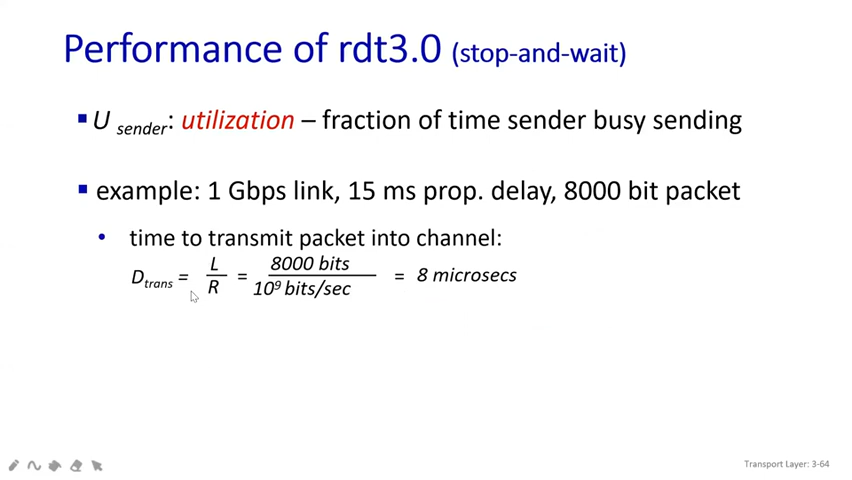 Performance of rdt3.0 (stop-and-wait)
▪ U sender: utilization – fraction of time sender busy sending
▪ example: 1 Gbps link, 15 ms prop. delay, 8000 bit packet
• time to transmit packet into channel:
Dtrans = L/R = 8000 bits/10⁹ bits/sec = 8 microsecs
Transport Layer: 3-64